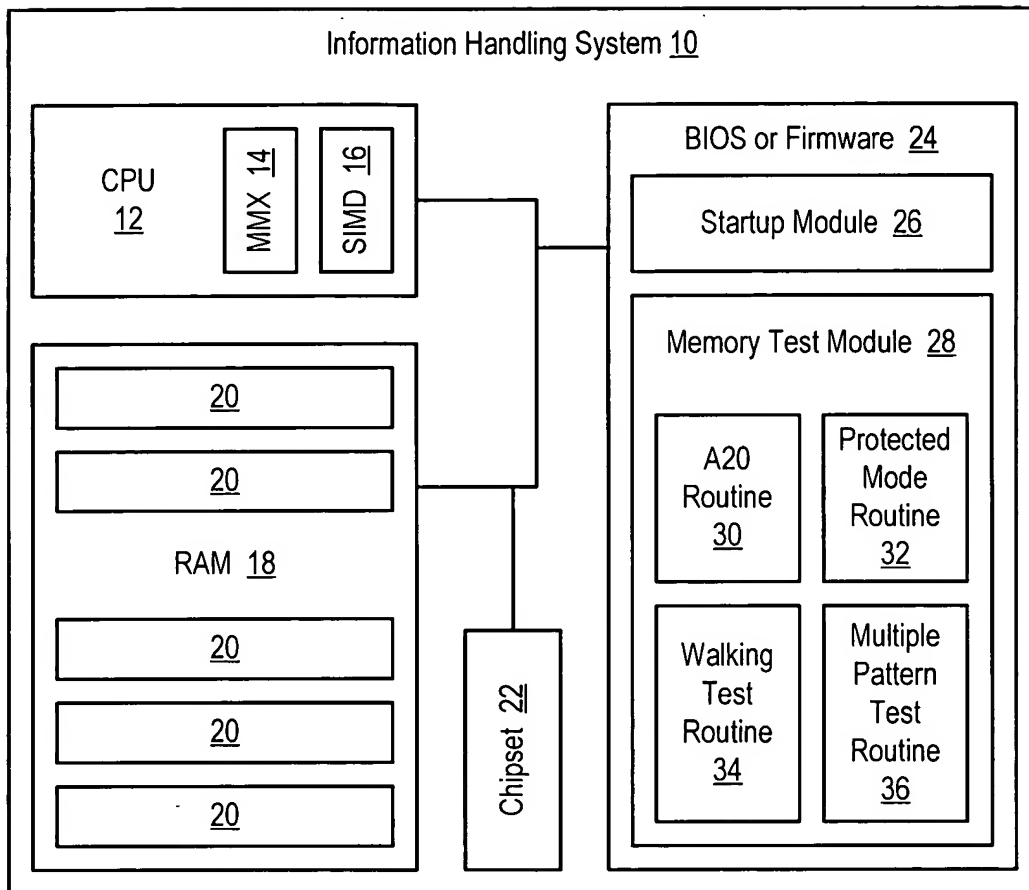 Information Handling System 10
CPU
12
MMX 14
SIMD 16
20
20
RAM 18
20
20
20
Chipset 22
BIOS or Firmware 24
Startup Module 26
Memory Test Module 28
A20
Routine
30
Protected
Mode
Routine
32
Walking
Test
Routine
34
Multiple
Pattern
Test
Routine
36